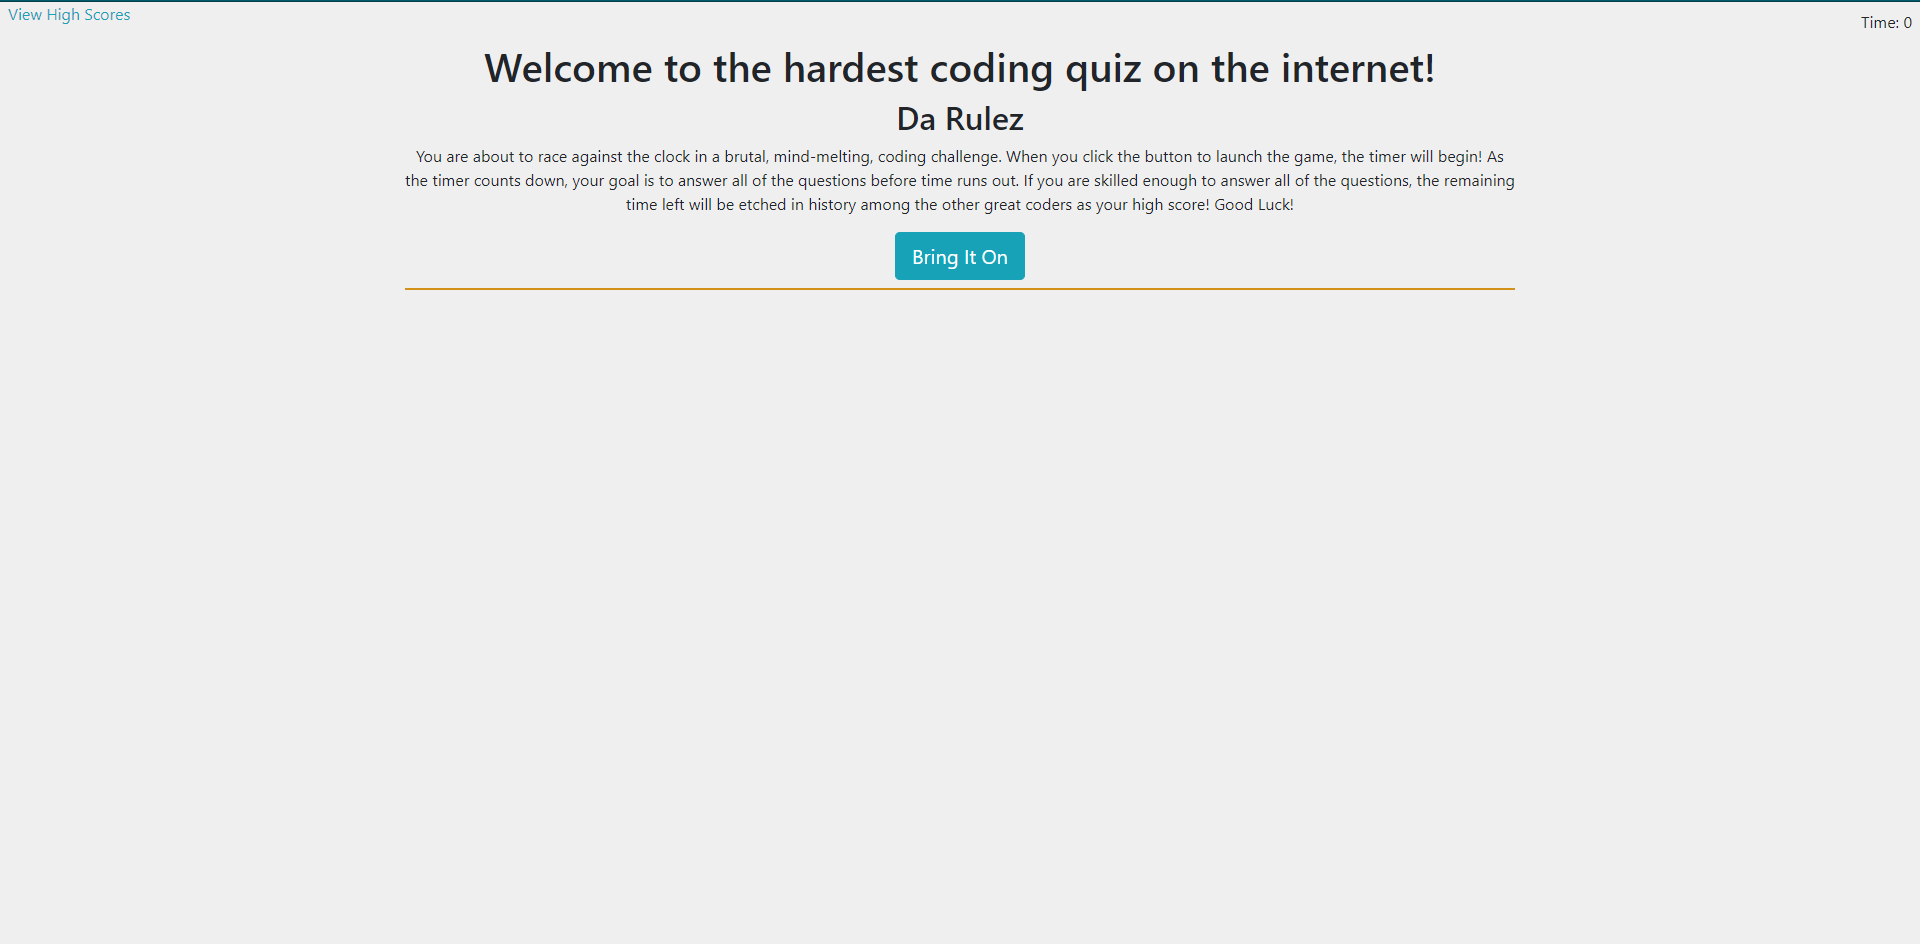 View High Scores
Time: 0
Welcome to the hardest coding quiz on the internet!
Da Rulez
You are about to race against the clock in a brutal, mind-melting, coding challenge. When you click the button to launch the game, the timer will begin! As
the timer counts down, your goal is to answer all of the questions before time runs out. If you are skilled enough to answer all of the questions, the remaining
time left will be etched in history among the other great coders as your high score! Good Luck!
Bring It On